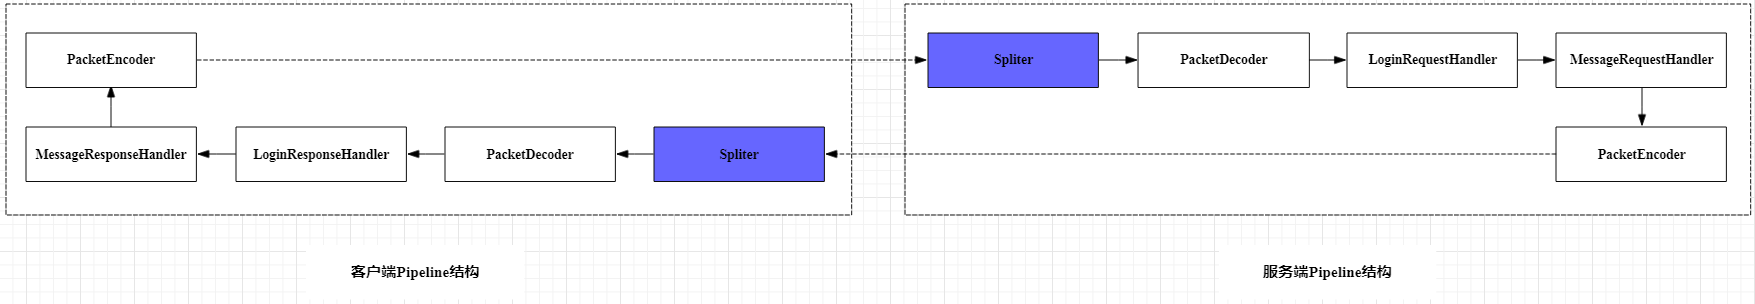 PacketEncoder
MessageResponseHandler
LoginResponseHandler
PacketDecoder
Spliter
客户端Pipeline结构
Spliter
PacketDecoder
LoginRequestHandler
MessageRequestHandler
PacketEncoder
服务端Pipeline结构